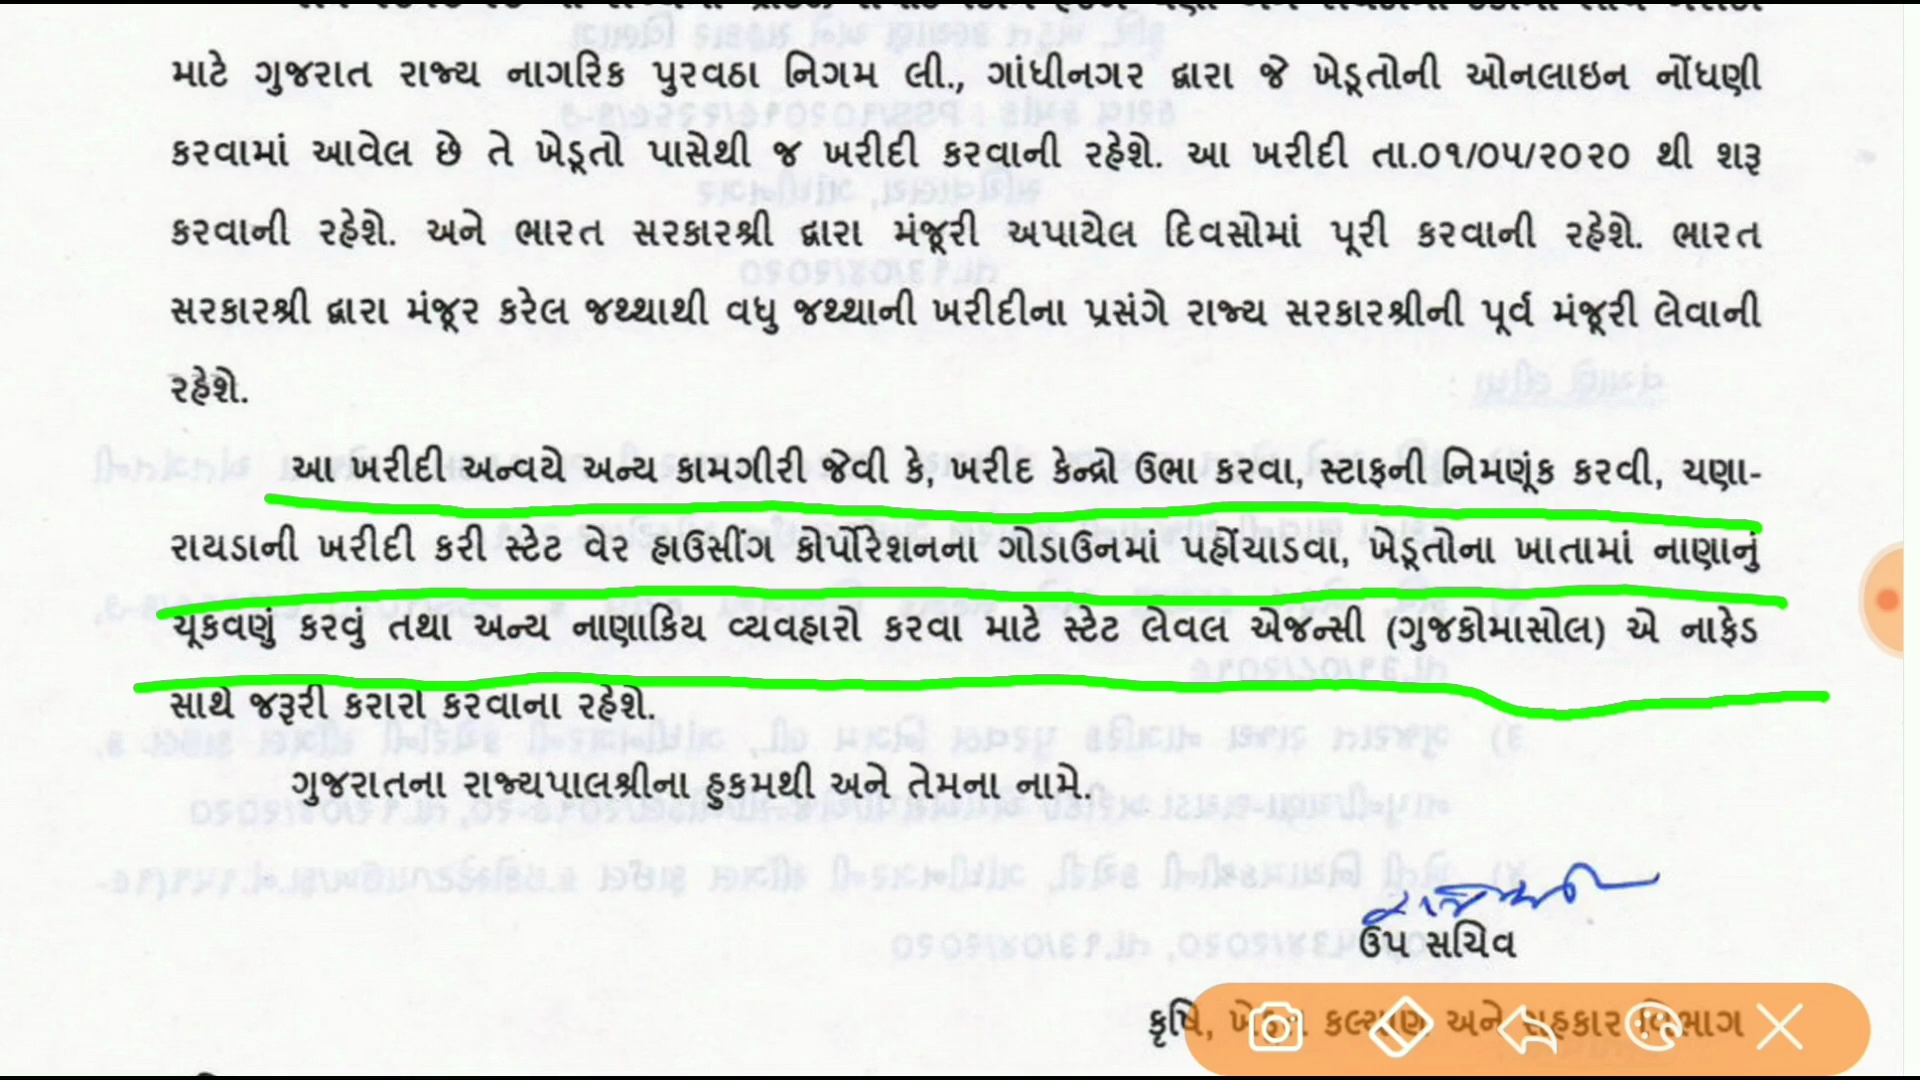 માટે ગુજરાત રાજ્ય નાગરિક પુરવઠા નિગમ લી., ગાંધીનગર દ્વારા જે ખેડૂતોની ઓનલાઇન નોંધણી
કરવામાં આવેલ છે તે ખેડૂતો પાસેથી જ ખરીદી કરવાની રહેશે. આ ખરીદી તા.૦૧/૦૫/૨૦૨૦ થી શરૂ
કરવાની રહેશે. અને ભારત સરકારશ્રી દ્વારા મંજૂરી અપાયેલ દિવસોમાં પૂરી કરવાની રહેશે. ભારત
સરકારશ્રી દ્વારા મંજૂર કરેલ જથ્થાથી વધુ જથ્થાની ખરીદીના પ્રસંગે રાજ્ય સરકારશ્રીની પૂર્વ મંજૂરી લેવાની
રહેશે.
આ ખરીદી અન્વયે અન્ય કામગીરી જેવી કે, ખરીદ કેન્દ્રો ઉભા કરવા, સ્ટાફની નિમણૂંક કરવી, ચણા-
રાયડાની ખરીદી કરી સ્ટેટ વેર હાઉસીંગ કોર્પોરેશનના ગોડાઉનમાં પહોંચાડવા, ખેડૂતોના ખાતામાં નાણાનું
ચૂકવણું કરવું તથા અન્ય નાણાકિય વ્યવહારો કરવા માટે સ્ટેટ લેવલ એજન્સી (ગુજકોમાસોલ) એ નાફેડ
સાથે જરૂરી કરારો કરવાના રહેશે.
ગુજરાતના રાજ્યપાલશ્રીના હુકમથી અને તેમના નામે.
ઉપ સચિવ
કૃષિ, ખેડૂત કલ્યાણ અને સહકાર વિભાગ